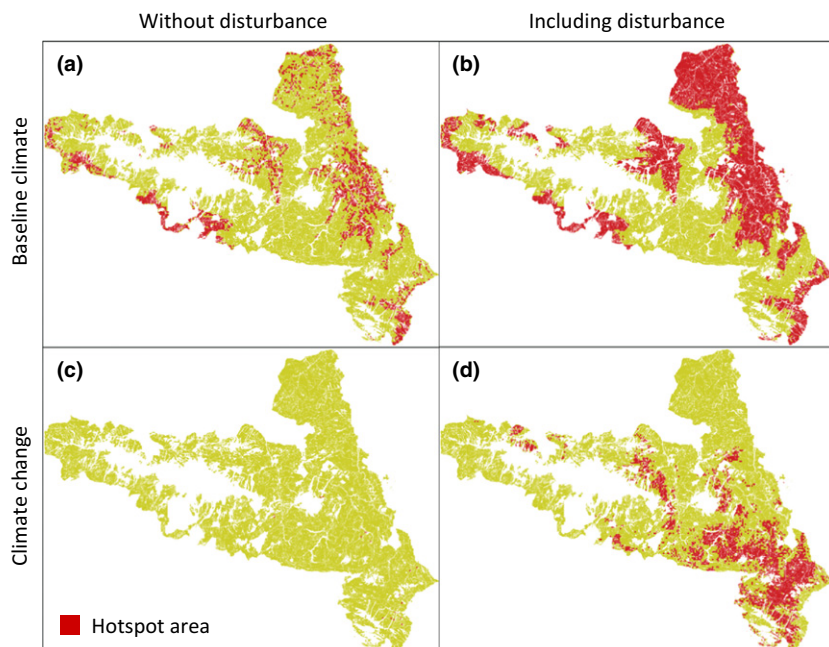 Without disturbance
Including disturbance
Baseline climate
(a)
(b)
Climate change
(c)
(d)
Hotspot area